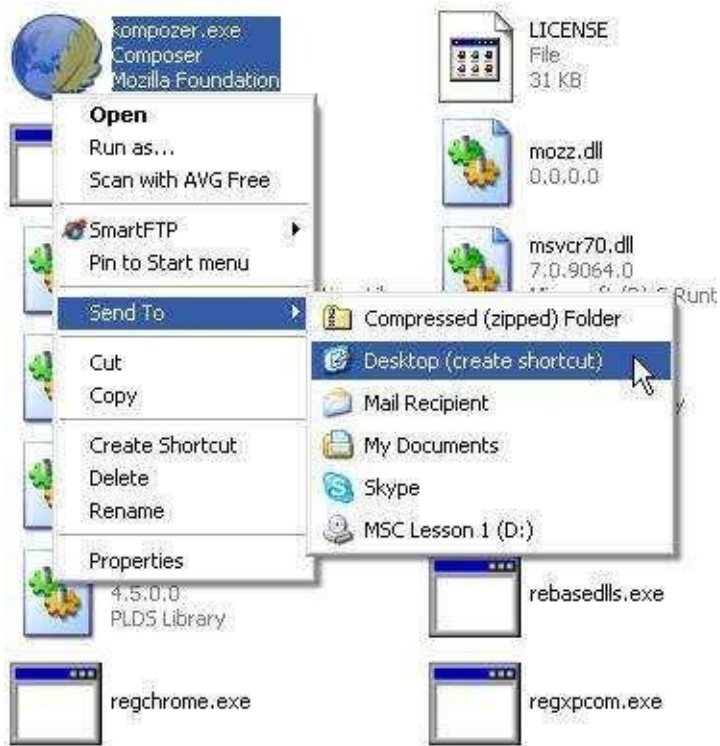 kompozer.exe
Composer
Mozilla Foundation
LICENSE
File
31 KB
Open
Run as...
Scan with AVG Free
SmartFTP
Pin to Start menu
Send To
Cut
Copy
Create Shortcut
Delete
Rename
Properties
mozz.dll
0.0.0.0
msvcr70.dll
7.0.9064.0
Runt
Compressed (zipped) Folder
Desktop (create shortcut)
Mail Recipient
My Documents
Skype
MSC Lesson 1 (D:)
4.5.0.0
PLDS Library
rebasedlls.exe
regchrome.exe
regxpcom.exe